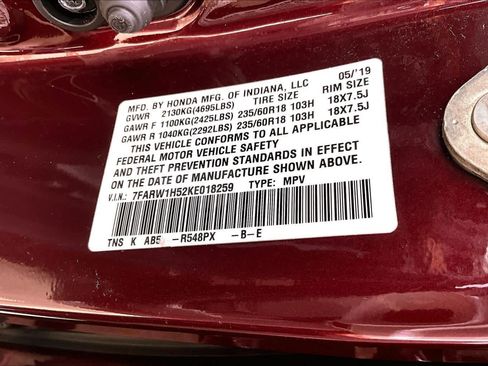 MFD. BY HONDA MFG. OF INDIANA, LLC 05/'19
GVWR 2130KG(4695LBS) TIRE SIZE RIM SIZE
GAWR F 1100KG(2425LBS) 235/60R18 103H 18X7.5J
GAWR R 1040KG(2292LBS) 235/60R18 103H 18X7.5J
THIS VEHICLE CONFORMS TO ALL APPLICABLE
FEDERAL MOTOR VEHICLE SAFETY
AND THEFT PREVENTION STANDARDS IN EFFECT
ON THE DATE OF MANUFACTURE SHOWN ABOVE.
V.I.N.: 7FARW1H52KE018259 TYPE: MPV
TNS K AB5 -R548PX -B-E